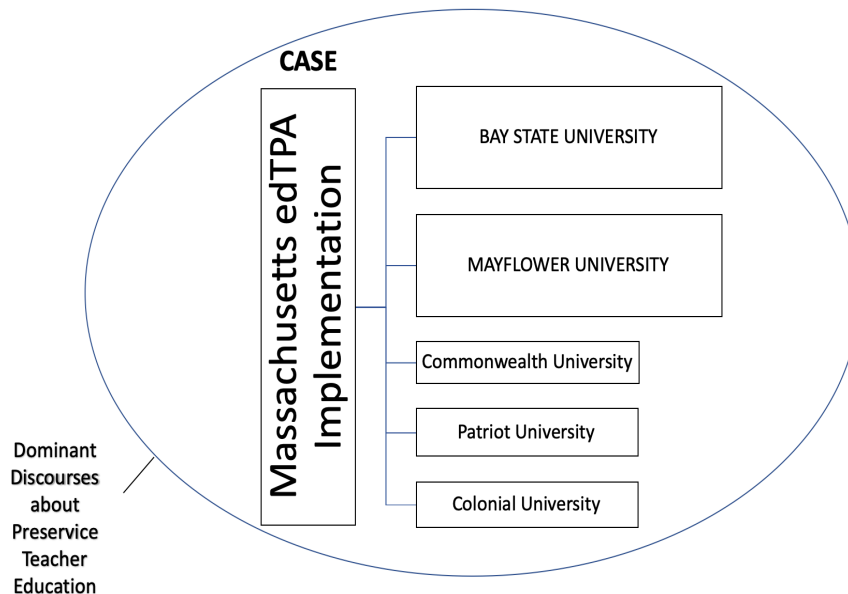 CASE
Massachusetts edTPA
Implementation
BAY STATE UNIVERSITY
MAYFLOWER UNIVERSITY
Commonwealth University
Patriot University
Colonial University
Dominant
Discourses
about
Preservice
Teacher
Education